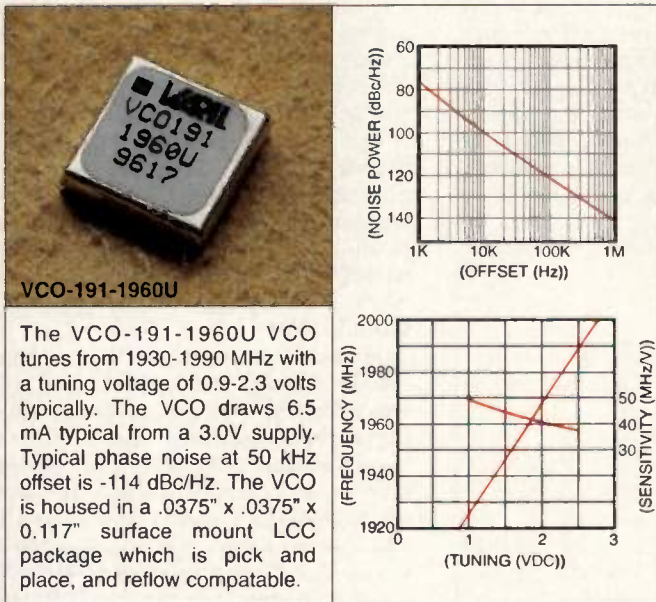 VARIL
VCO191
1960U
9617
VCO-191-1960U
The VCO-191-1960U VCO
tunes from 1930-1990 MHz with
a tuning voltage of 0.9-2.3 volts
typically. The VCO draws 6.5
mA typical from a 3.0V supply.
Typical phase noise at 50 kHz
offset is -114 dBc/Hz. The VCO
is housed in a .0375" x .0375" x
0.117" surface mount LCC
package which is pick and
place, and reflow compatable.
(NOISE POWER (dBc/Hz)
60
80
100
120
140
1K 10K 100K 1M
(OFFSET (Hz))
(FREQUENCY (MHz))
2000
1980
1960
1940
1920
50
40
30
(SENSITIVITY (MHz/V))
0 1 2 3
(TUNING (VDC))